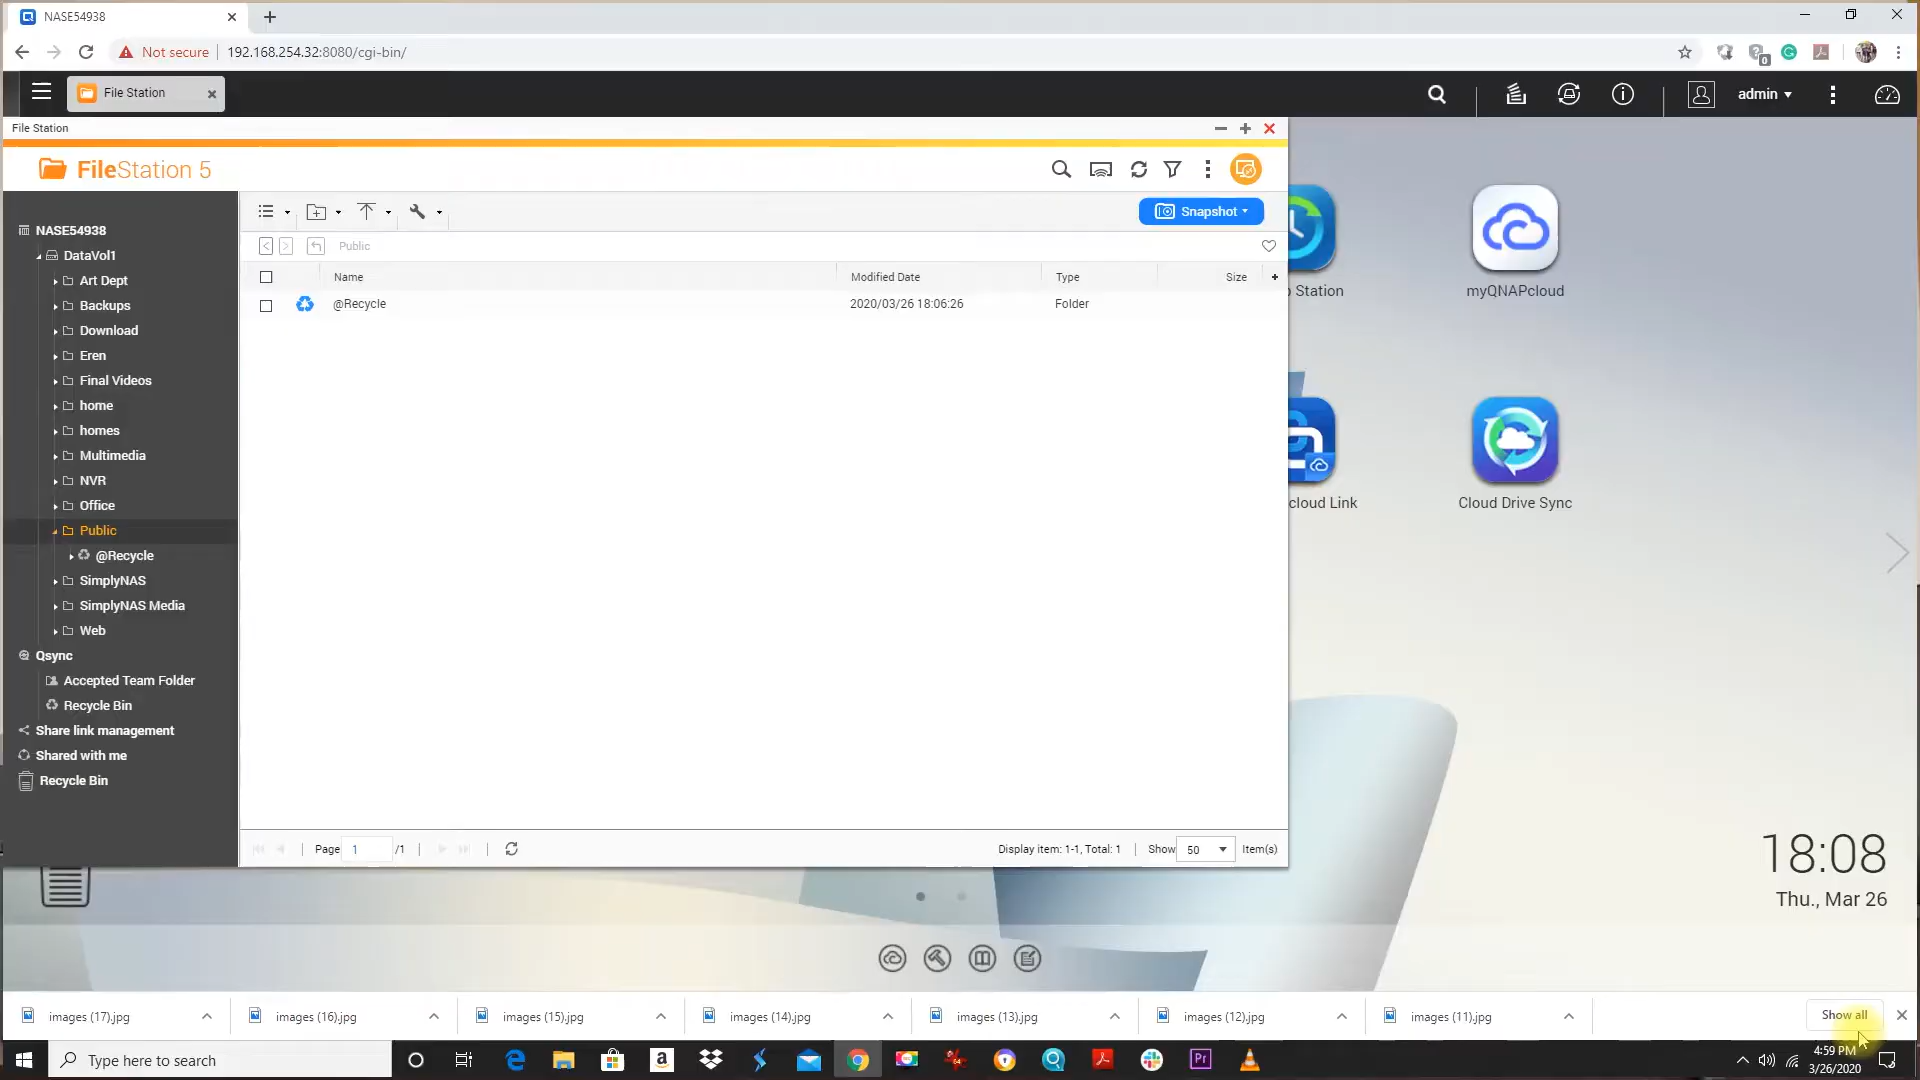 NASE54938
Not secure
192.168.254.32:8080/cgi-bin/
File Station
admin
File Station
FileStation 5
Snapshot
Public
Name Modified Date Type Size
@Recycle 2020/03/26 18:06:26 Folder
NASE54938
DataVol1
Art Dept
Backups
Download
Eren
Final Videos
home
homes
Multimedia
NVR
Office
Public
@Recycle
SimplyNAS
SimplyNAS Media
Web
Qsync
Accepted Team Folder
Recycle Bin
Share link management
Shared with me
Recycle Bin
Page 1 /1
Display item: 1-1, Total: 1
Show 50 Item(s)
Station
myQNAPcloud
cloud Link
Cloud Drive Sync
18:08
Thu., Mar 26
images (17).jpg
images (16).jpg
images (15).jpg
images (14).jpg
images (13).jpg
images (12).jpg
images (11).jpg
Show all
Type here to search
Pr
4:59 PM
3/26/2020